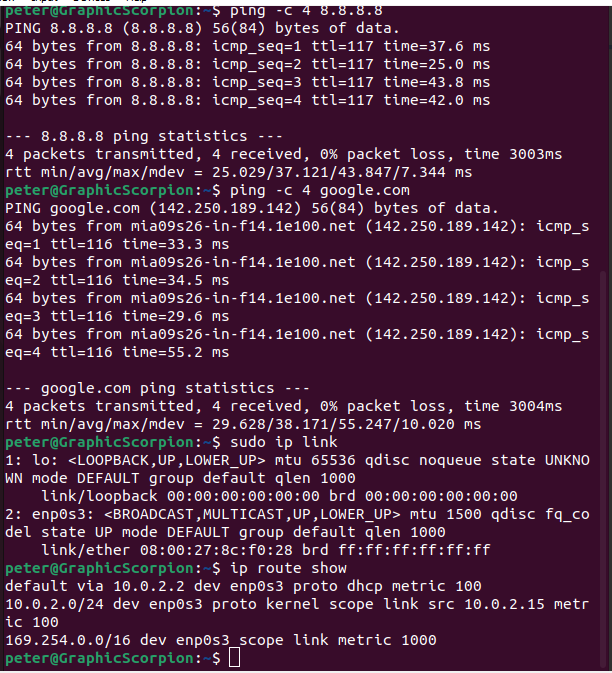 peter@GraphicScorpion:~$ ping -c 4 8.8.8.8
PING 8.8.8.8 (8.8.8.8) 56(84) bytes of data.
64 bytes from 8.8.8.8: icmp_seq=1 ttl=117 time=37.6 ms
64 bytes from 8.8.8.8: icmp_seq=2 ttl=117 time=25.0 ms
64 bytes from 8.8.8.8: icmp_seq=3 ttl=117 time=43.8 ms
64 bytes from 8.8.8.8: icmp_seq=4 ttl=117 time=42.0 ms
--- 8.8.8.8 ping statistics ---
4 packets transmitted, 4 received, 0% packet loss, time 3003ms
rtt min/avg/max/mdev = 25.029/37.121/43.847/7.344 ms
peter@GraphicScorpion:~$ ping -c 4 google.com
PING google.com (142.250.189.142) 56(84) bytes of data.
64 bytes from mia09s26-in-f14.1e100.net (142.250.189.142): icmp_s
eq=1 ttl=116 time=33.3 ms
64 bytes from mia09s26-in-f14.1e100.net (142.250.189.142): icmp_s
eq=2 ttl=116 time=34.5 ms
64 bytes from mia09s26-in-f14.1e100.net (142.250.189.142): icmp_s
eq=3 ttl=116 time=29.6 ms
64 bytes from mia09s26-in-f14.1e100.net (142.250.189.142): icmp_s
eq=4 ttl=116 time=55.2 ms
--- google.com ping statistics ---
4 packets transmitted, 4 received, 0% packet loss, time 3004ms
rtt min/avg/max/mdev = 29.628/38.171/55.247/10.020 ms
peter@GraphicScorpion:~$ sudo ip link
1: lo: <LOOPBACK,UP,LOWER_UP> mtu 65536 qdisc noqueue state UNKNO
WN mode DEFAULT group default qlen 1000
    link/loopback 00:00:00:00:00:00 brd 00:00:00:00:00:00
2: enp0s3: <BROADCAST,MULTICAST,UP,LOWER_UP> mtu 1500 qdisc fq_co
del state UP mode DEFAULT group default qlen 1000
    link/ether 08:00:27:8c:f0:28 brd ff:ff:ff:ff:ff:ff
peter@GraphicScorpion:~$ ip route show
default via 10.0.2.2 dev enp0s3 proto dhcp metric 100
10.0.2.0/24 dev enp0s3 proto kernel scope link src 10.0.2.15 metr
ic 100
169.254.0.0/16 dev enp0s3 scope link metric 1000
peter@GraphicScorpion:~$